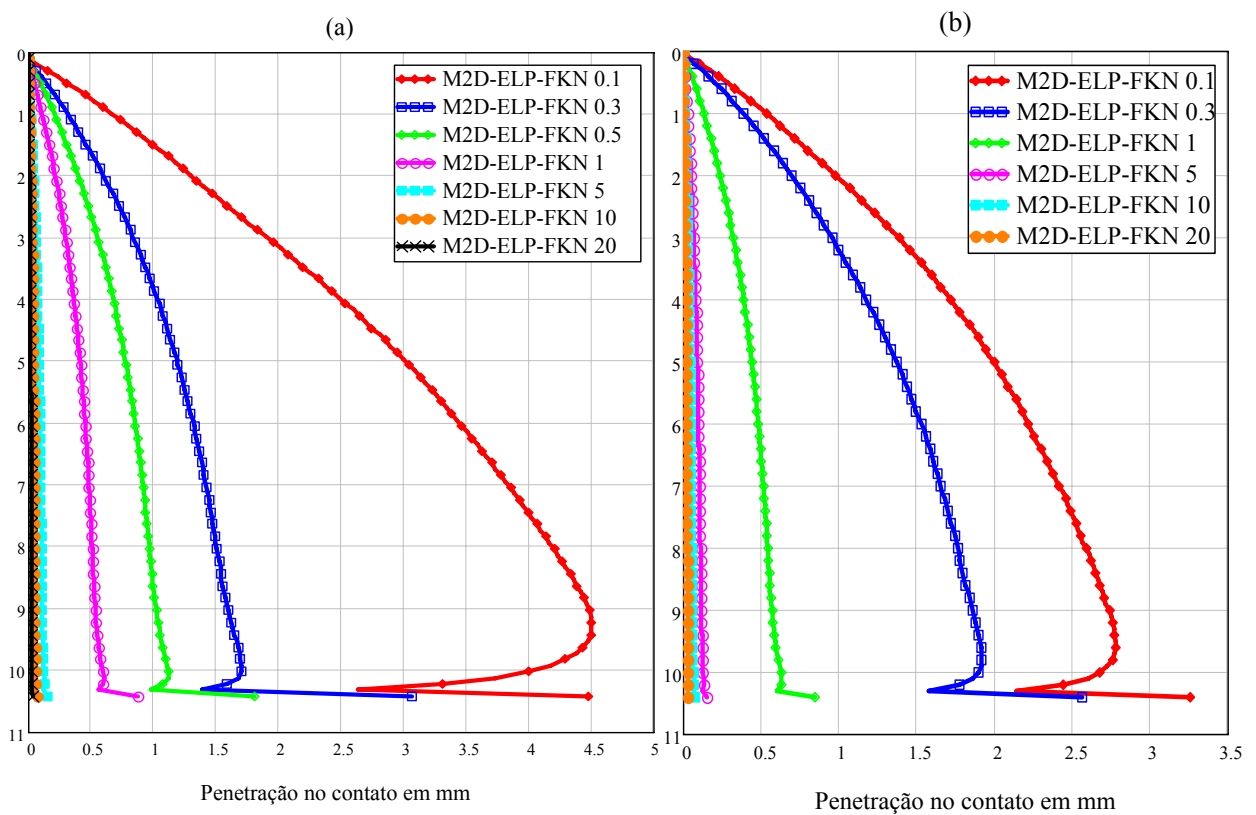 (a)
0
1
2
3
4
5
6
7
8
9
10
11
0 0.5 1 1.5 2 2.5 3 3.5 4 4.5 5
M2D-ELP-FKN 0.1
M2D-ELP-FKN 0.3
M2D-ELP-FKN 0.5
M2D-ELP-FKN 1
M2D-ELP-FKN 5
M2D-ELP-FKN 10
M2D-ELP-FKN 20
Penetração no contato em mm
(b)
0
1
2
3
4
5
6
7
8
9
10
11
0 0.5 1 1.5 2 2.5 3 3.5
M2D-ELP-FKN 0.1
M2D-ELP-FKN 0.3
M2D-ELP-FKN 1
M2D-ELP-FKN 5
M2D-ELP-FKN 10
M2D-ELP-FKN 20
Penetração no contato em mm